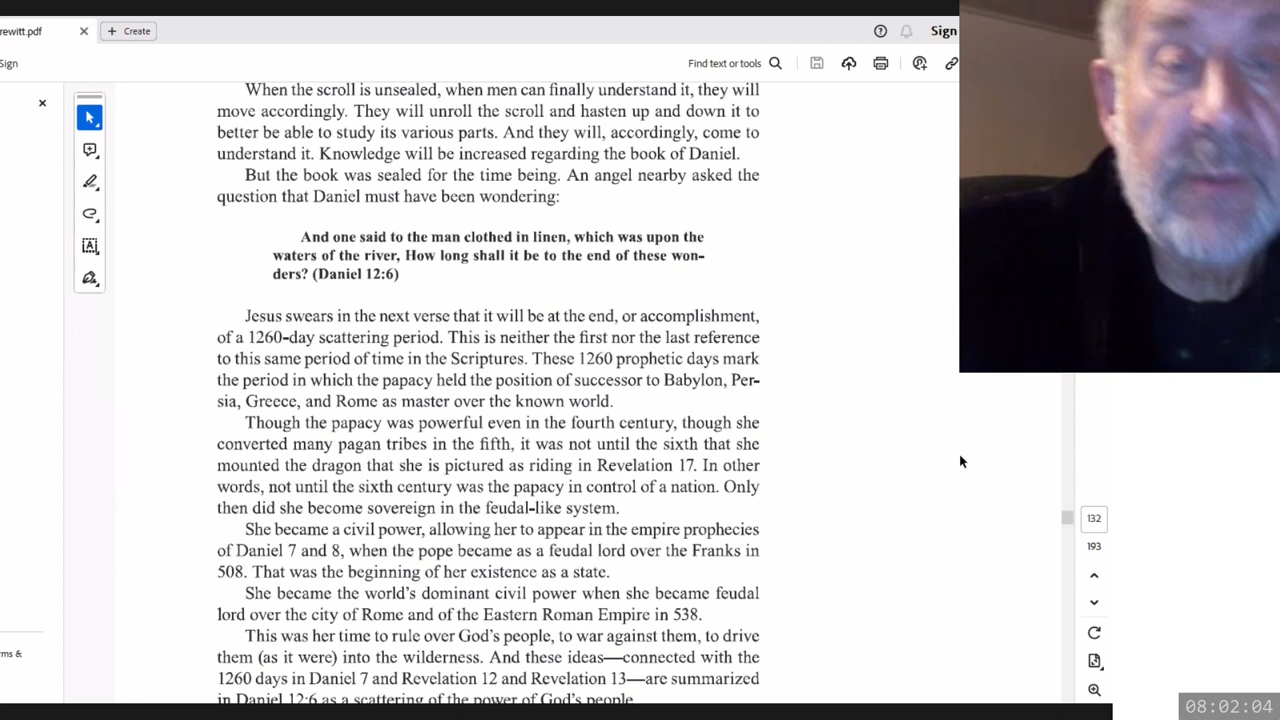 rewitt.pdf
Create
Sign
Sign
Find text or tools
When the scroll is unsealed, when men can finally understand it, they will
move accordingly. They will unroll the scroll and hasten up and down it to
better be able to study its various parts. And they will, accordingly, come to
understand it. Knowledge will be increased regarding the book of Daniel.
But the book was sealed for the time being. An angel nearby asked the
question that Daniel must have been wondering:
And one said to the man clothed in linen, which was upon the
waters of the river, How long shall it be to the end of these won-
ders? (Daniel 12:6)
Jesus swears in the next verse that it will be at the end, or accomplishment,
of a 1260-day scattering period. This is neither the first nor the last reference
to this same period of time in the Scriptures. These 1260 prophetic days mark
the period in which the papacy held the position of successor to Babylon, Per-
sia, Greece, and Rome as master over the known world.
Though the papacy was powerful even in the fourth century, though she
converted many pagan tribes in the fifth, it was not until the sixth that she
mounted the dragon that she is pictured as riding in Revelation 17. In other
words, not until the sixth century was the papacy in control of a nation. Only
then did she become sovereign in the feudal-like system.
She became a civil power, allowing her to appear in the empire prophecies
of Daniel 7 and 8, when the pope became as a feudal lord over the Franks in
508. That was the beginning of her existence as a state.
She became the world's dominant civil power when she became feudal
lord over the city of Rome and of the Eastern Roman Empire in 538.
This was her time to rule over God's people, to war against them, to drive
them (as it were) into the wilderness. And these ideas—connected with the
1260 days in Daniel 7 and Revelation 12 and Revelation 13—are summarized
in Daniel 12:6 as a scattering of the power of God's people
132
193
ms &
08:02:04